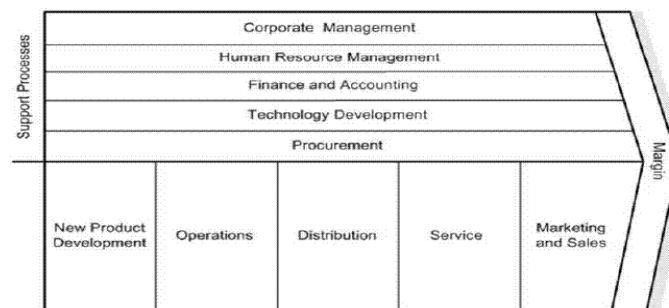 Support Processes
Corporate Management
Human Resource Management
Finance and Accounting
Technology Development
Procurement
Margin
New Product
Development
Operations
Distribution
Service
Marketing
and Sales